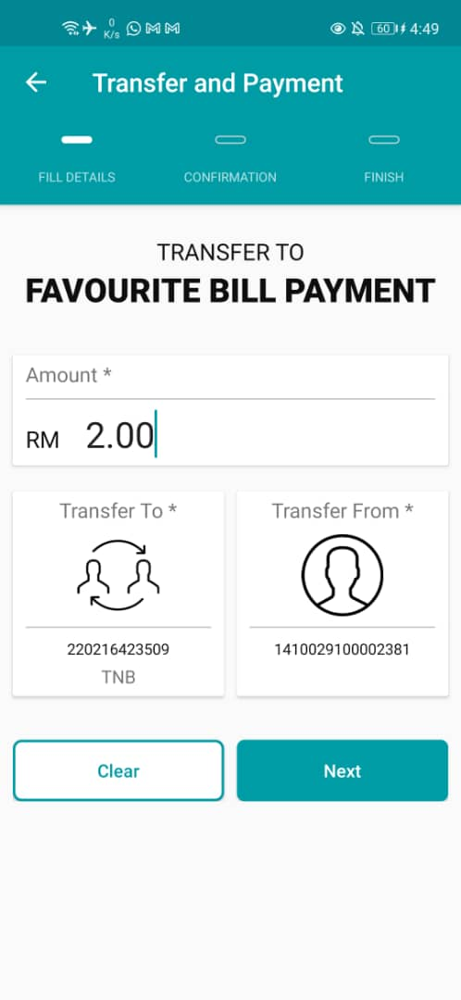 0
K/s
60
4:49
Transfer and Payment
FILL DETAILS
CONFIRMATION
FINISH
TRANSFER TO
FAVOURITE BILL PAYMENT
Amount *
RM 2.00
Transfer To *
Transfer From *
220216423509
1410029100002381
TNB
Clear
Next